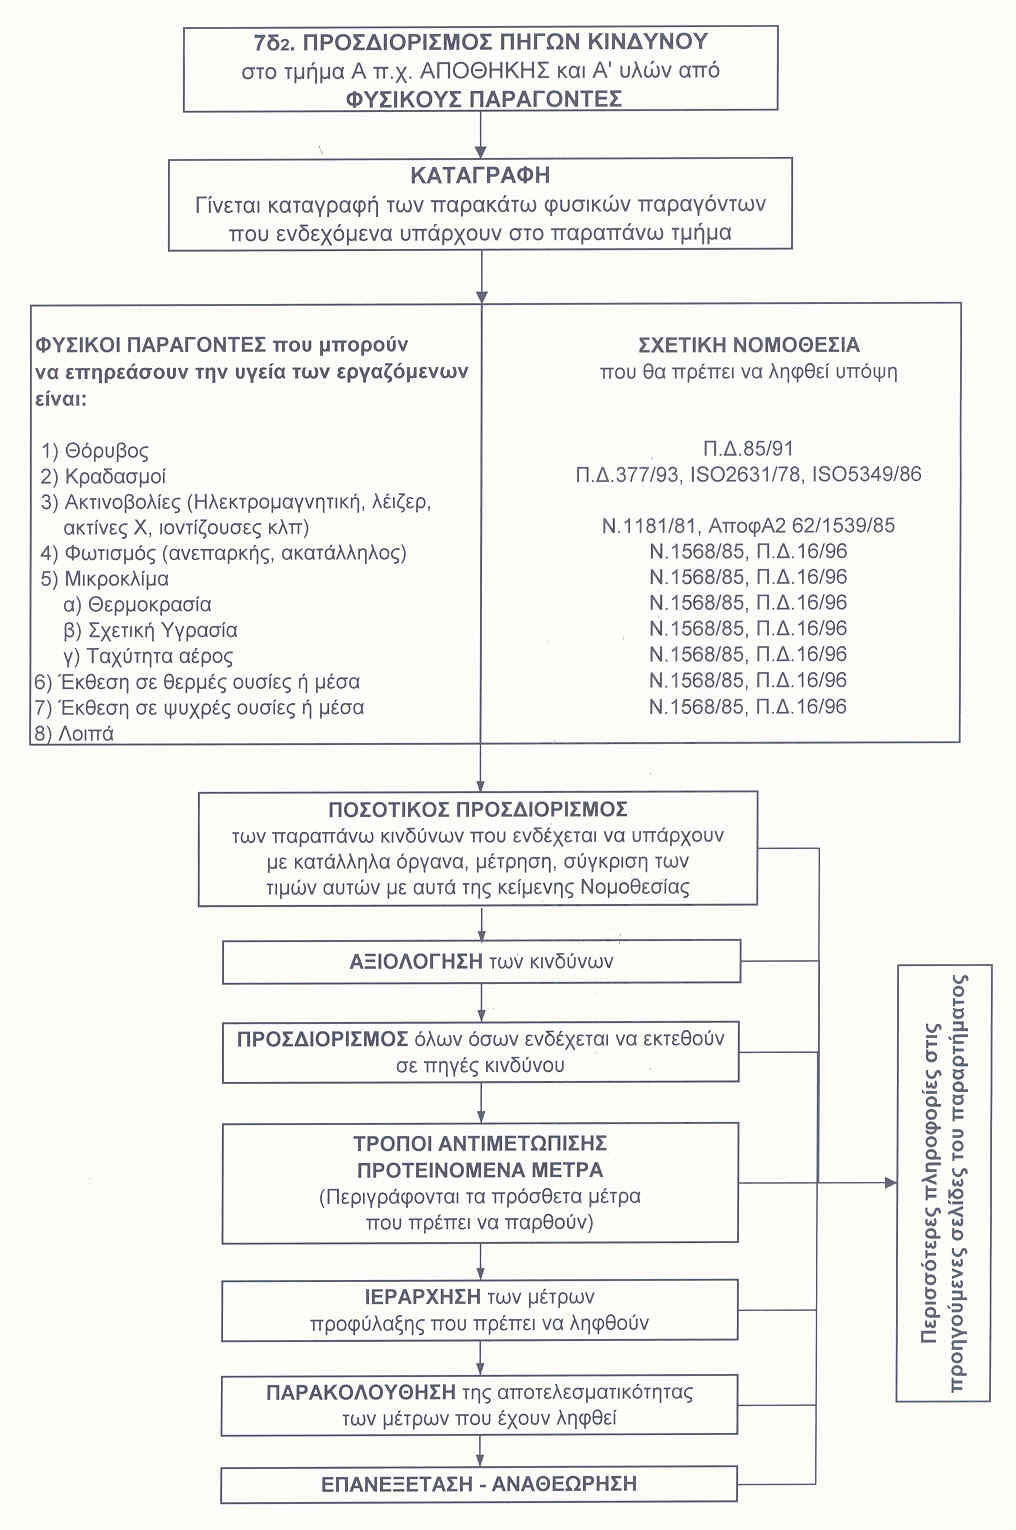 7δ2. ΠΡΟΣΔΙΟΡΙΣΜΟΣ ΠΗΓΩΝ ΚΙΝΔΥΝΟΥ
στο τμήμα Α π.χ. ΑΠΟΘΗΚΗΣ και Α' υλών από
ΦΥΣΙΚΟΥΣ ΠΑΡΑΓΟΝΤΕΣ
ΚΑΤΑΓΡΑΦΗ
Γίνεται καταγραφή των παρακάτω φυσικών παραγόντων
που ενδεχόμενα υπάρχουν στο παραπάνω τμήμα
ΦΥΣΙΚΟΙ ΠΑΡΑΓΟΝΤΕΣ που μπορούν
να επηρεάσουν την υγεία των εργαζόμενων
είναι:
1) Θόρυβος
2) Κραδασμοί
3) Ακτινοβολίες (Ηλεκτρομαγνητική, λέιζερ,
ακτίνες Χ, ιοντίζουσες κλπ)
4) Φωτισμός (ανεπαρκής, ακατάλληλος)
5) Μικροκλίμα
α) Θερμοκρασία
β) Σχετική Υγρασία
γ) Ταχύτητα αέρος
6) Έκθεση σε θερμές ουσίες ή μέσα
7) Έκθεση σε ψυχρές ουσίες ή μέσα
8) Λοιπά
ΣΧΕΤΙΚΗ ΝΟΜΟΘΕΣΙΑ
που θα πρέπει να ληφθεί υπόψη
Π.Δ.85/91
Π.Δ.377/93, ISO2631/78, ISO5349/86
Ν.1181/81, ΑποφΑ2 62/1539/85
Ν.1568/85, Π.Δ.16/96
Ν.1568/85, Π.Δ.16/96
Ν.1568/85, Π.Δ.16/96
Ν.1568/85, Π.Δ.16/96
Ν.1568/85, Π.Δ.16/96
Ν.1568/85, Π.Δ.16/96
Ν.1568/85, Π.Δ.16/96
ΠΟΣΟΤΙΚΟΣ ΠΡΟΣΔΙΟΡΙΣΜΟΣ
των παραπάνω κινδύνων που ενδέχεται να υπάρχουν
με κατάλληλα όργανα, μέτρηση, σύγκριση των
τιμών αυτών με αυτά της κείμενης Νομοθεσίας
ΑΞΙΟΛΟΓΗΣΗ των κινδύνων
ΠΡΟΣΔΙΟΡΙΣΜΟΣ όλων όσων ενδέχεται να εκτεθούν
σε πηγές κινδύνου
ΤΡΟΠΟΙ ΑΝΤΙΜΕΤΩΠΙΣΗΣ
ΠΡΟΤΕΙΝΟΜΕΝΑ ΜΕΤΡΑ
(Περιγράφονται τα πρόσθετα μέτρα
που πρέπει να παρθούν)
ΙΕΡΑΡΧΗΣΗ των μέτρων
προφύλαξης που πρέπει να ληφθούν
ΠΑΡΑΚΟΛΟΥΘΗΣΗ της αποτελεσματικότητας
των μέτρων που έχουν ληφθεί
ΕΠΑΝΕΞΕΤΑΣΗ - ΑΝΑΘΕΩΡΗΣΗ
Περισσότερες πληροφορίες στις
προηγούμενες σελίδες του παραρτήματος